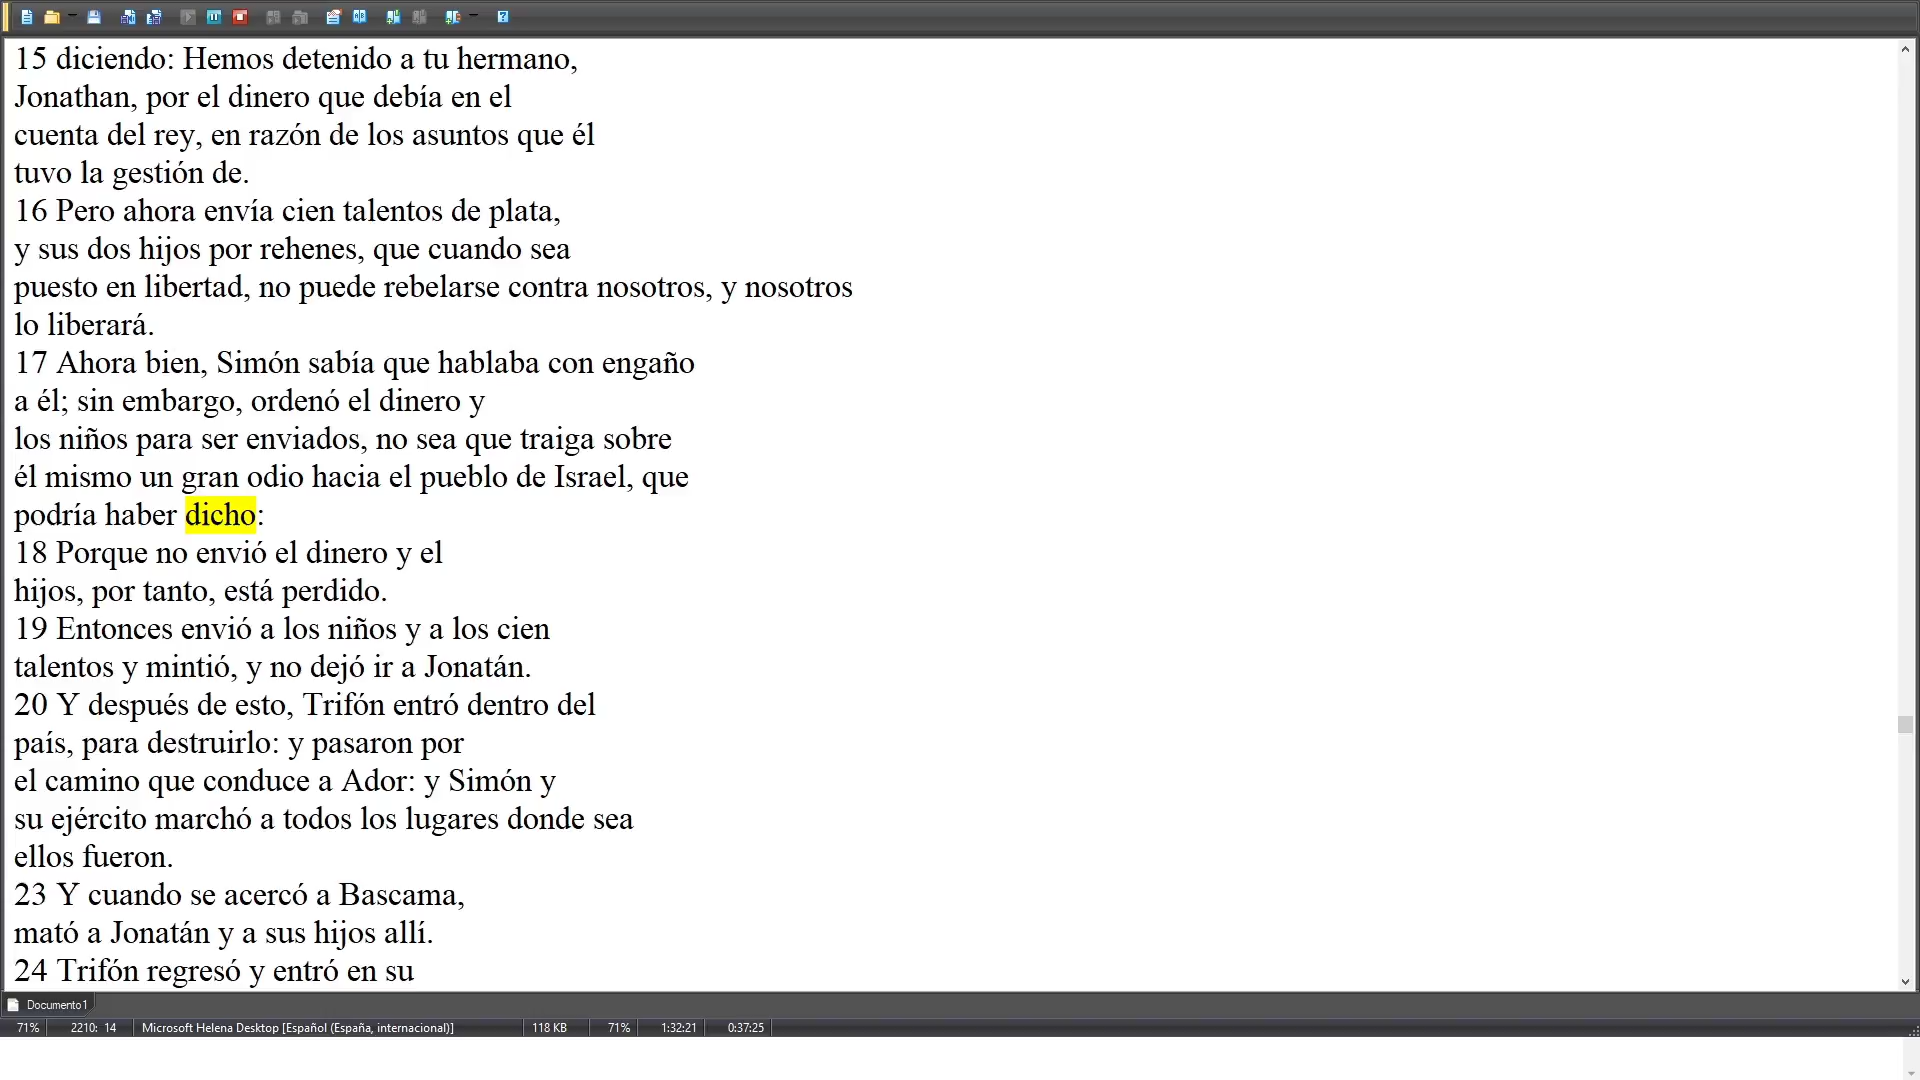 15 diciendo: Hemos detenido a tu hermano,
Jonathan, por el dinero que debía en el
cuenta del rey, en razón de los asuntos que él
tuvo la gestión de.
16 Pero ahora envía cien talentos de plata,
y sus dos hijos por rehenes, que cuando sea
puesto en libertad, no puede rebelarse contra nosotros, y nosotros
lo liberará.
17 Ahora bien, Simón sabía que hablaba con engaño
a él; sin embargo, ordenó el dinero y
los niños para ser enviados, no sea que traiga sobre
él mismo un gran odio hacia el pueblo de Israel, que
podría haber dicho:
18 Porque no envió el dinero y el
hijos, por tanto, está perdido.
19 Entonces envió a los niños y a los cien
talentos y mintió, y no dejó ir a Jonatán.
20 Y después de esto, Trifón entró dentro del
país, para destruirlo: y pasaron por
el camino que conduce a Ador: y Simón y
su ejército marchó a todos los lugares donde sea
ellos fueron.
23 Y cuando se acercó a Bascama,
mató a Jonatán y a sus hijos allí.
24 Trifón regresó y entró en su
Documento1
71% 2210: 14 Microsoft Helena Desktop [Español (España, internacional)] 118 KB 71% 1:32:21 0:37:25